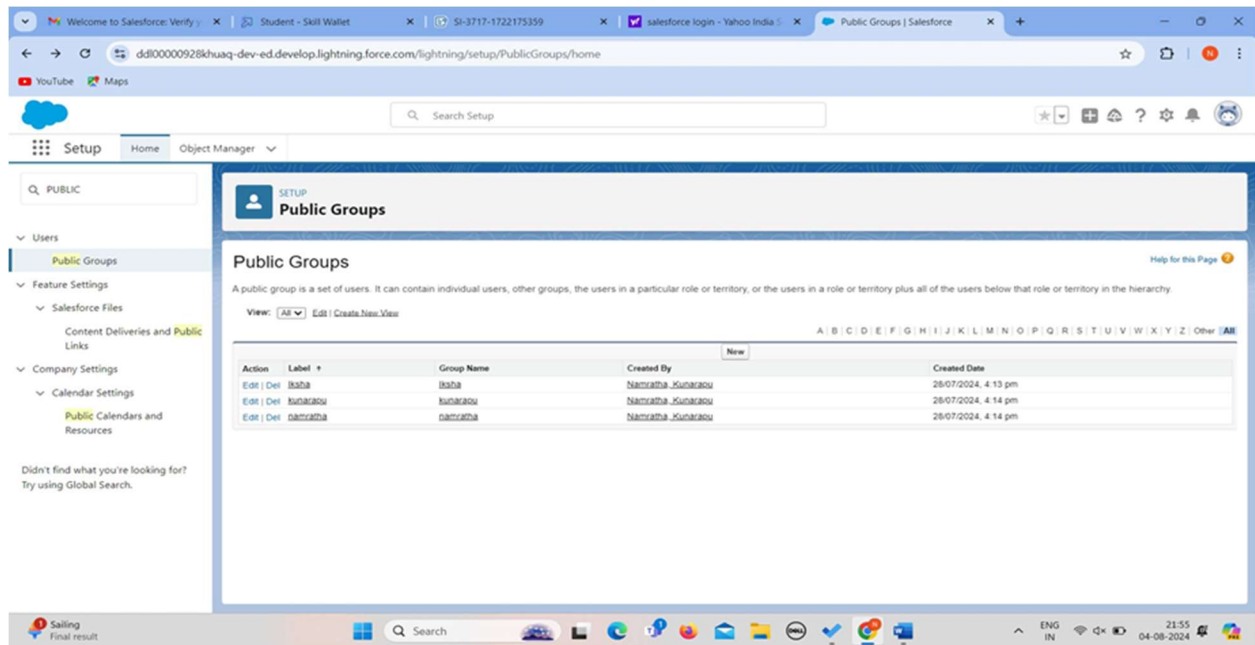 Welcome to Salesforce: Verify y
Student - Skill Wallet
SI-3717-1722175359
salesforce login - Yahoo India S
Public Groups | Salesforce
ddl00000928khuaq-dev-ed.develop.lightning.force.com/lightning/setup/PublicGroups/home
N
YouTube
Maps
Search Setup
Setup
Home
Object Manager
PUBLIC
Users
Public Groups
Feature Settings
Salesforce Files
Content Deliveries and Public
Links
Company Settings
Calendar Settings
Public Calendars and
Resources
Didn't find what you're looking for?
Try using Global Search.
SETUP
Public Groups
Public Groups
Help for this Page
A public group is a set of users. It can contain individual users, other groups, the users in a particular role or territory, or the users in a role or territory plus all of the users below that role or territory in the hierarchy.
View: All Edit | Create New View
A | B | C | D | E | F | G | H | I | J | K | L | M | N | O | P | Q | R | S | T | U | V | W | X | Y | Z | Other All
New
Action Label Group Name Created By Created Date
Edit | Del Iksha Iksha Namratha, Kunarapu 28/07/2024, 4:13 pm
Edit | Del kunarapu kunarapu Namratha, Kunarapu 28/07/2024, 4:14 pm
Edit | Del namratha namratha Namratha, Kunarapu 28/07/2024, 4:14 pm
1
Sailing
Final result
Search
DELL
ENG
IN
21:55
04-08-2024